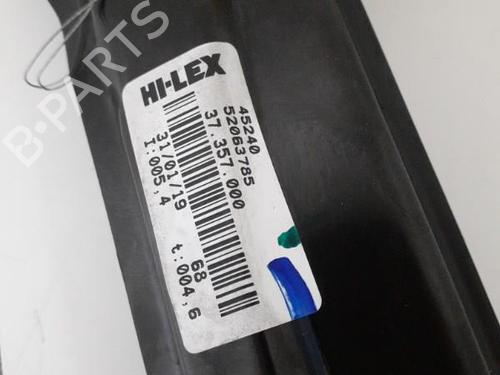 HI-LEX
45240
52063785
37.357.000
31/01/19 68
I:005,4 t:004,6
B-PARTS